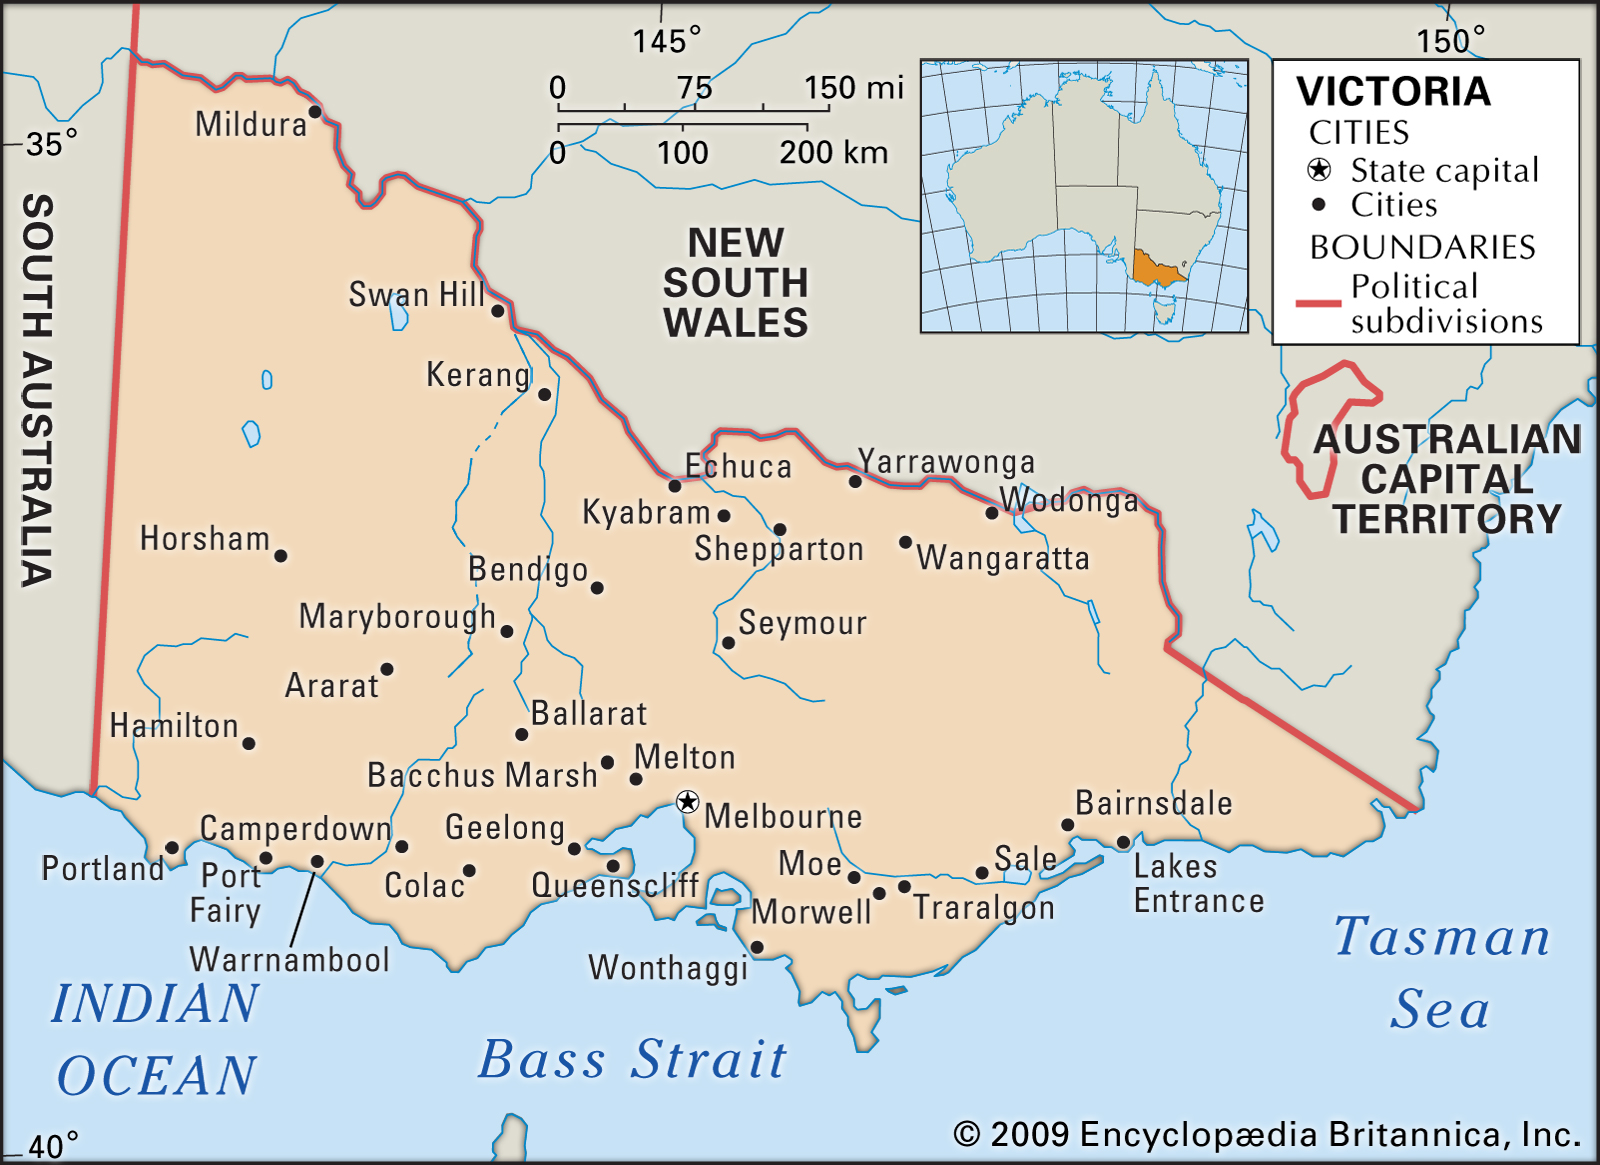 145°
150°
0 75 150 mi
0 100 200 km
VICTORIA
CITIES
State capital
Cities
BOUNDARIES
Political
subdivisions
35°
Mildura
SOUTH AUSTRALIA
NEW
SOUTH
WALES
Swan Hill
Kerang
AUSTRALIAN
CAPITAL
TERRITORY
Echuca
Yarrawonga
Wodonga
Kyabram
Shepparton
Wangaratta
Horsham
Bendigo
Maryborough
Seymour
Ararat
Hamilton
Ballarat
Bacchus Marsh
Melton
Melbourne
Bairnsdale
Camperdown
Geelong
Portland
Port
Fairy
Colac
Queenscliff
Moe
Sale
Lakes
Entrance
Morwell
Traralgon
Warrnambool
Wonthaggi
INDIAN
OCEAN
Bass Strait
Tasman
Sea
40°
© 2009 Encyclopædia Britannica, Inc.